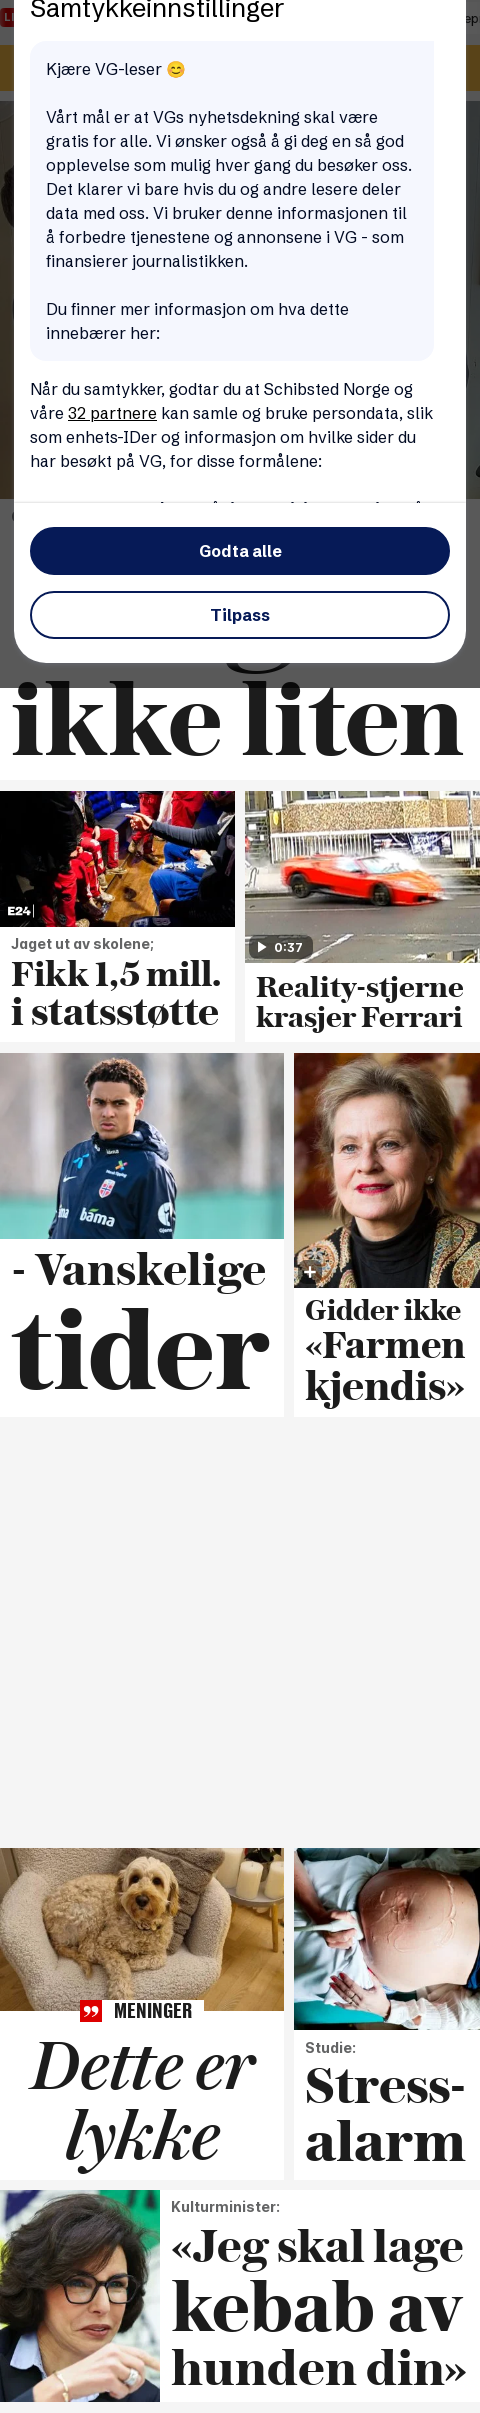 Samtykkeinnstillinger
Kjære VG-leser 😊
Vårt mål er at VGs nyhetsdekning skal være
gratis for alle. Vi ønsker også å gi deg en så god
opplevelse som mulig hver gang du besøker oss.
Det klarer vi bare hvis du og andre lesere deler
data med oss. Vi bruker denne informasjonen til
å forbedre tjenestene og annonsene i VG - som
finansierer journalistikken.
Du finner mer informasjon om hva dette
innebærer her:
Når du samtykker, godtar du at Schibsted Norge og
våre 32 partnere kan samle og bruke persondata, slik
som enhets-IDer og informasjon om hvilke sider du
har besøkt på VG, for disse formålene:
Godta alle
Tilpass
ikke liten
E24
Jaget ut av skolene;
Fikk 1,5 mill.
i statsstøtte
0:37
Reality-stjerne
krasjer Ferrari
bama
- Vanskelige
tider
Gidder ikke
«Farmen
kjendis»
MENINGER
Dette er
lykke
Studie:
Stress-
alarm
Kulturminister:
«Jeg skal lage
kebab av
hunden din»